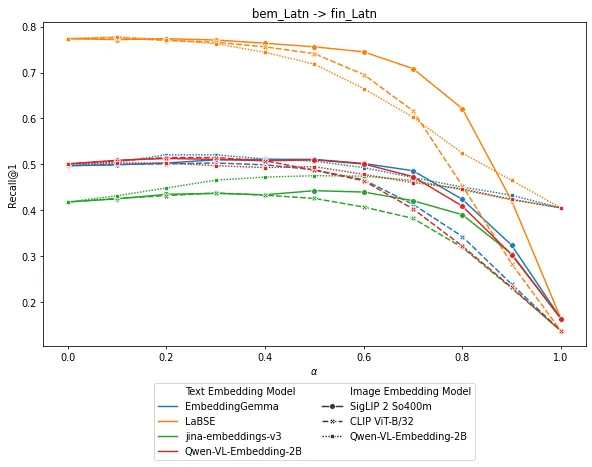 bem_Latn -> fin_Latn
Recall@1
0.8
0.7
0.6
0.5
0.4
0.3
0.2
0.0 0.2 0.4 0.6 0.8 1.0
α
Text Embedding Model Image Embedding Model
EmbeddingGemma SigLIP 2 So400m
LaBSE CLIP ViT-B/32
jina-embeddings-v3 Qwen-VL-Embedding-2B
Qwen-VL-Embedding-2B